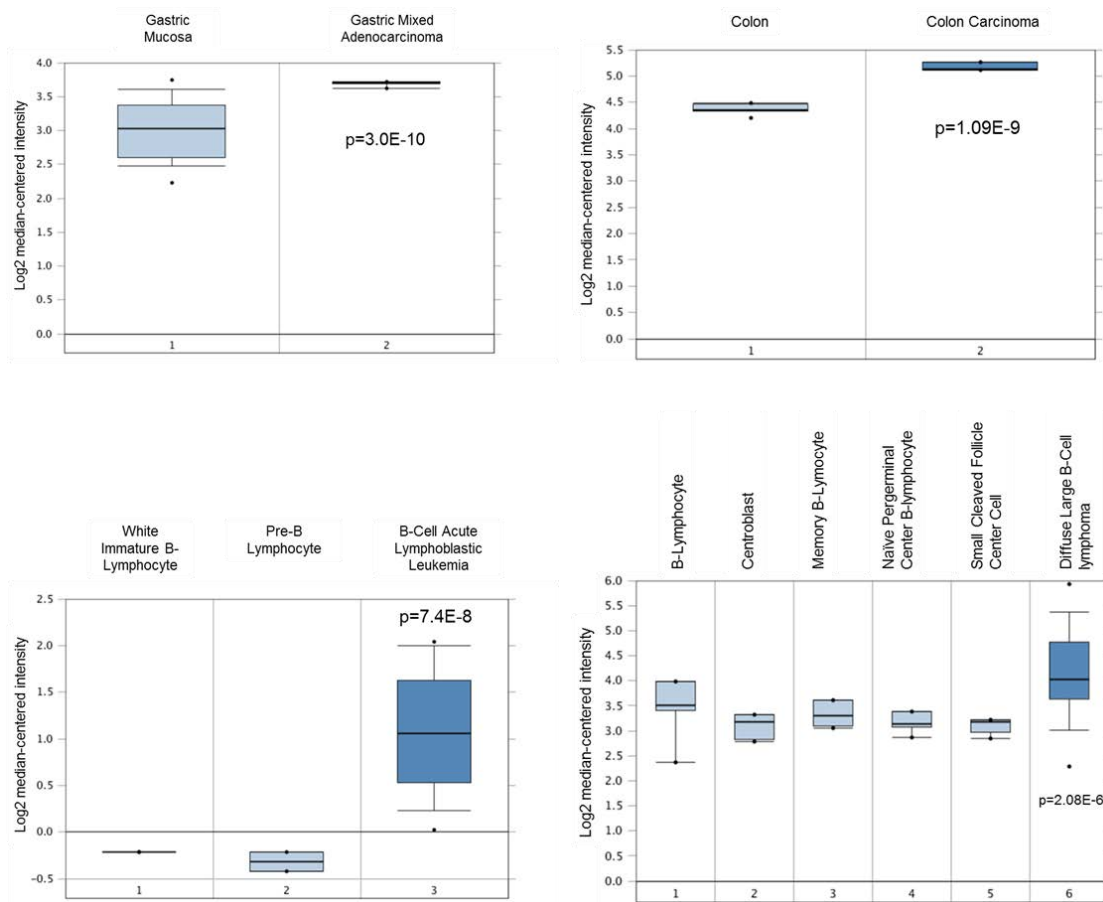 Gastric
Mucosa
Gastric Mixed
Adenocarcinoma
Log2 median-centered intensity
4.0
3.5
3.0
2.5
2.0
1.5
1.0
0.5
0.0
p=3.0E-10
1
2
Colon
Colon Carcinoma
Log2 median-centered intensity
5.5
5.0
4.5
4.0
3.5
3.0
2.5
2.0
1.5
1.0
0.5
0.0
p=1.09E-9
1
2
White
Immature B-
Lymphocyte
Pre-B
Lymphocyte
B-Cell Acute
Lymphoblastic
Leukemia
Log2 median-centered intensity
2.5
2.0
1.5
1.0
0.5
0.0
-0.5
p=7.4E-8
1
2
3
B-Lymphocyte
Centroblast
Memory B-Lymocyte
Naïve Pergerminal
Center B-lymphocyte
Small Cleaved Follicle
Center Cell
Diffuse Large B-Cell
lymphoma
Log2 median-centered intensity
6.0
5.5
5.0
4.5
4.0
3.5
3.0
2.5
2.0
1.5
1.0
0.5
0.0
p=2.08E-6
1
2
3
4
5
6